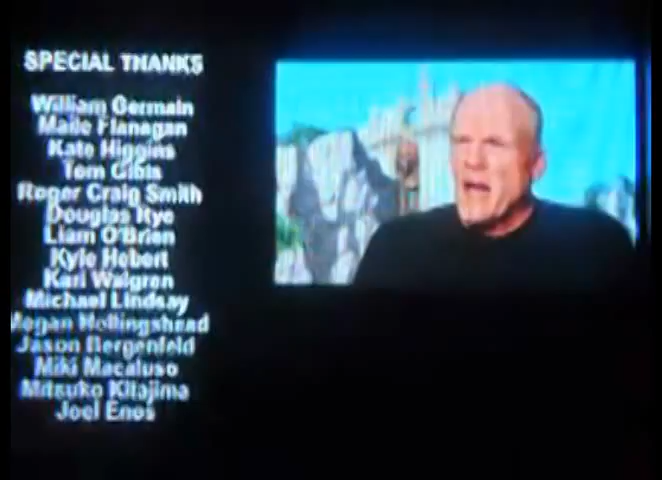 SPECIAL THANKS
William Germain
Maile Flanagan
Kate Higgins
Tom Gibis
Roger Craig Smith
Douglas Rye
Liam O'Brien
Kyle Hebert
Kari Walgren
Michael Lindsay
Megan Hollingshead
Jason Bergenfeld
Miki Macaluso
Mitsuko Kitajima
Joel Enos